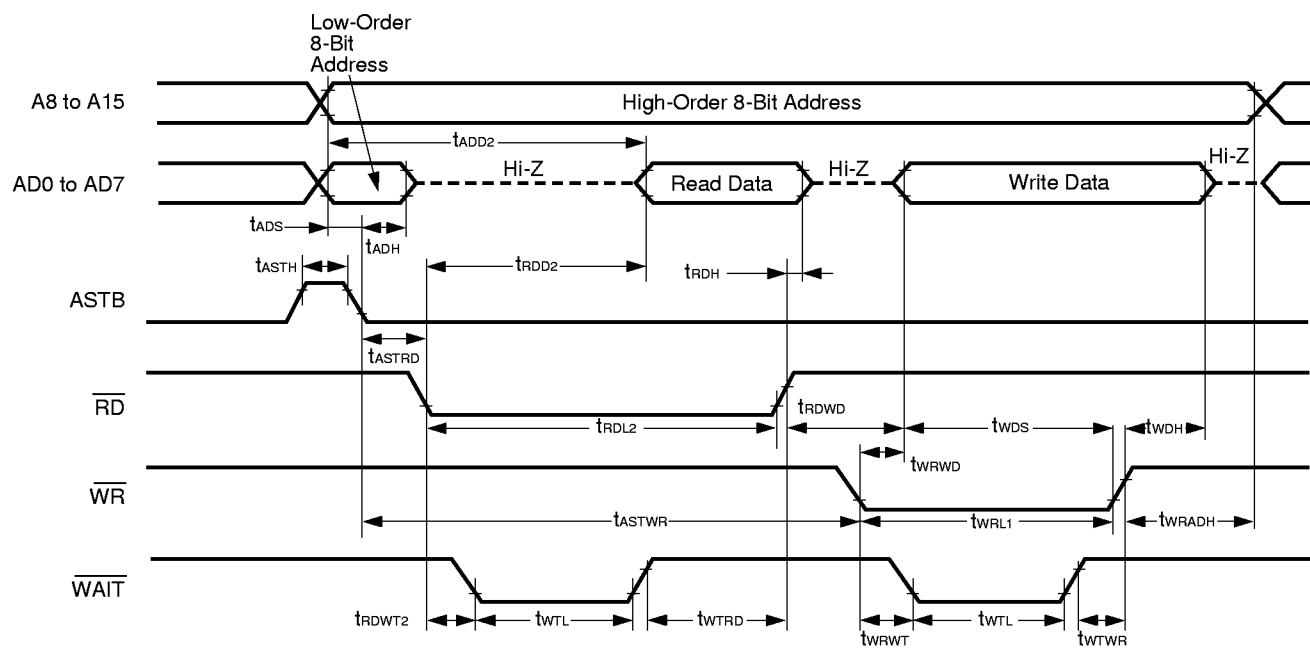 Low-Order
8-Bit
Address
A8 to A15
High-Order 8-Bit Address
tADD2
AD0 to AD7
Hi-Z
Read Data
Hi-Z
Write Data
Hi-Z
tADS
tADH
tASTH
tRDD2
tRDH
ASTB
tASTRD
RD
tRDL2
tRDWD
tWDS
tWDH
tWRWD
WR
tASTWR
tWRL1
tWRADH
WAIT
tRDWT2
tWTL
tWTRD
tWRWT
tWTL
tWTWR